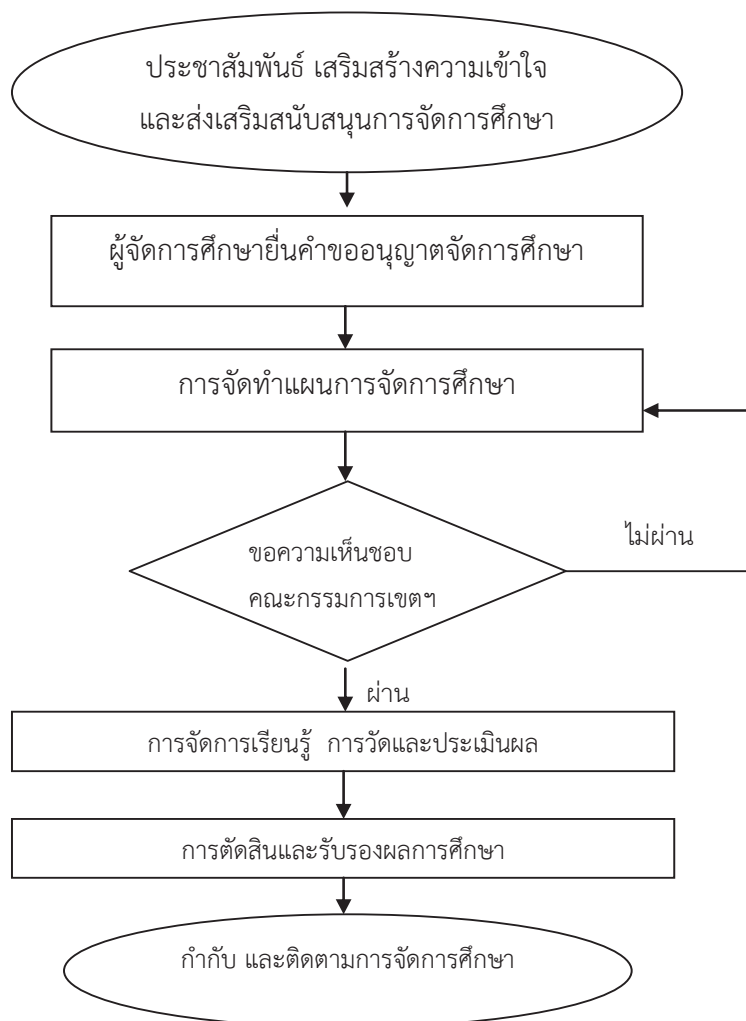 ประชาสัมพันธ์ เสริมสร้างความเข้าใจ
และส่งเสริมสนับสนุนการจัดการศึกษา
ผู้จัดการศึกษายื่นคำขออนุญาตจัดการศึกษา
การจัดทำแผนการจัดการศึกษา
ไม่ผ่าน
ขอความเห็นชอบ
คณะกรรมการเขตฯ
ผ่าน
การจัดการเรียนรู้ การวัดและประเมินผล
การตัดสินและรับรองผลการศึกษา
กำกับ และติดตามการจัดการศึกษา